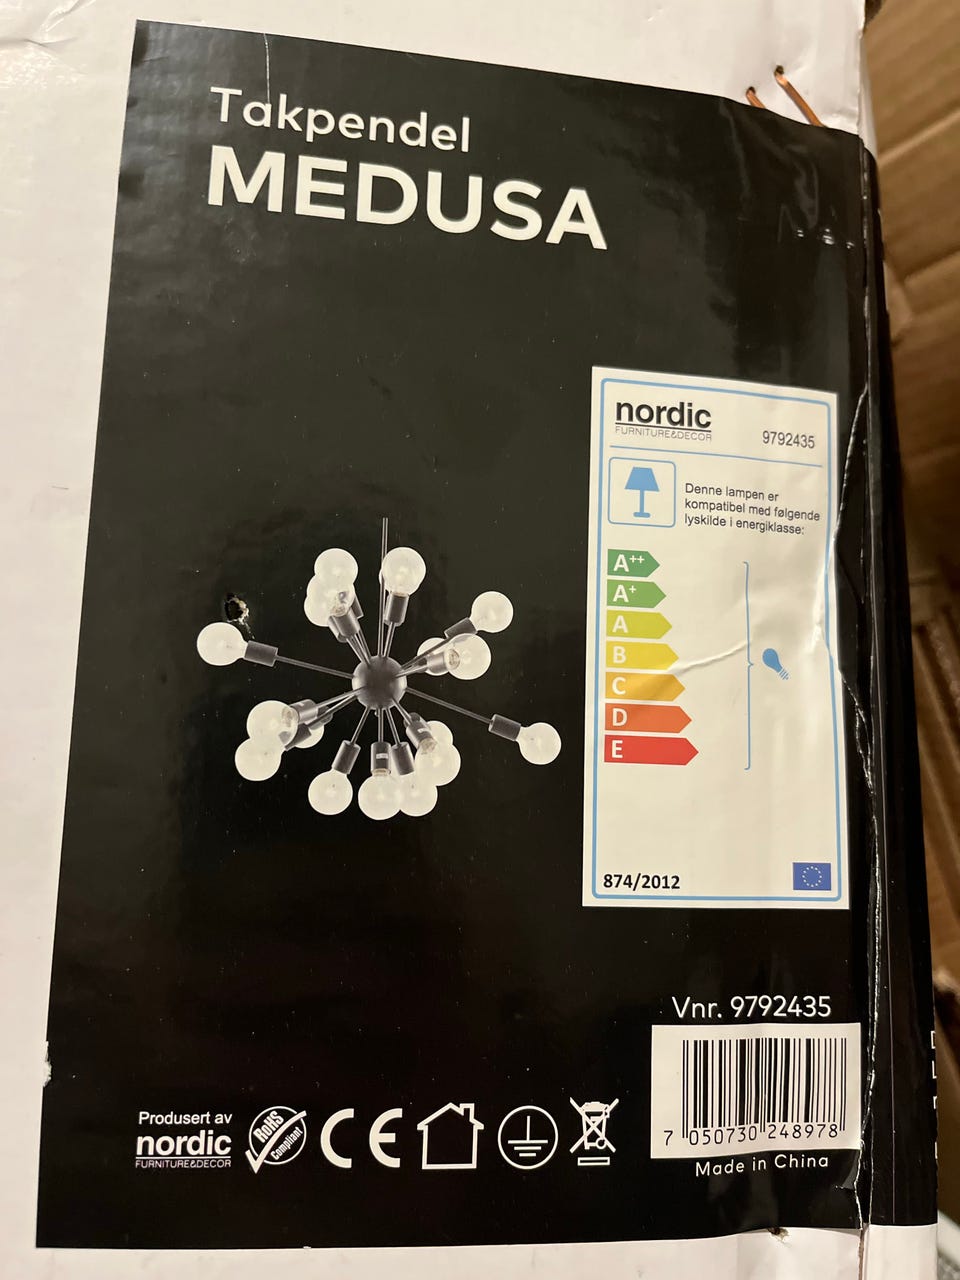 Takpendel
MEDUSA
nordic
FURNITURE&DECOR
9792435
Denne lampen er
kompatibel med følgende
lyskilde i energiklasse:
A++
A+
A
B
C
D
E
874/2012
Vnr. 9792435
7 050730 248978
Made in China
Produsert av
nordic
FURNITURE&DECOR
RoHS
Compliant
CE